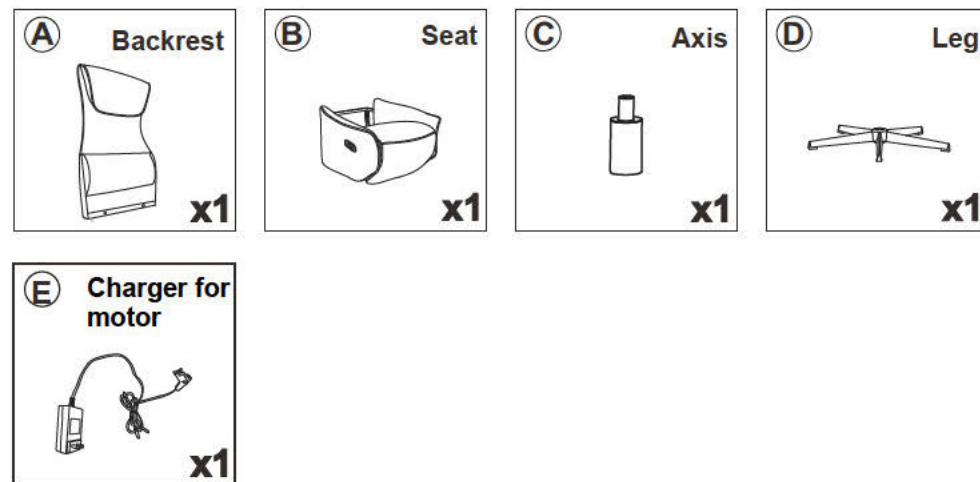 A Backrest
x1
B Seat
x1
C Axis
x1
D Leg
x1
E Charger for
motor
x1